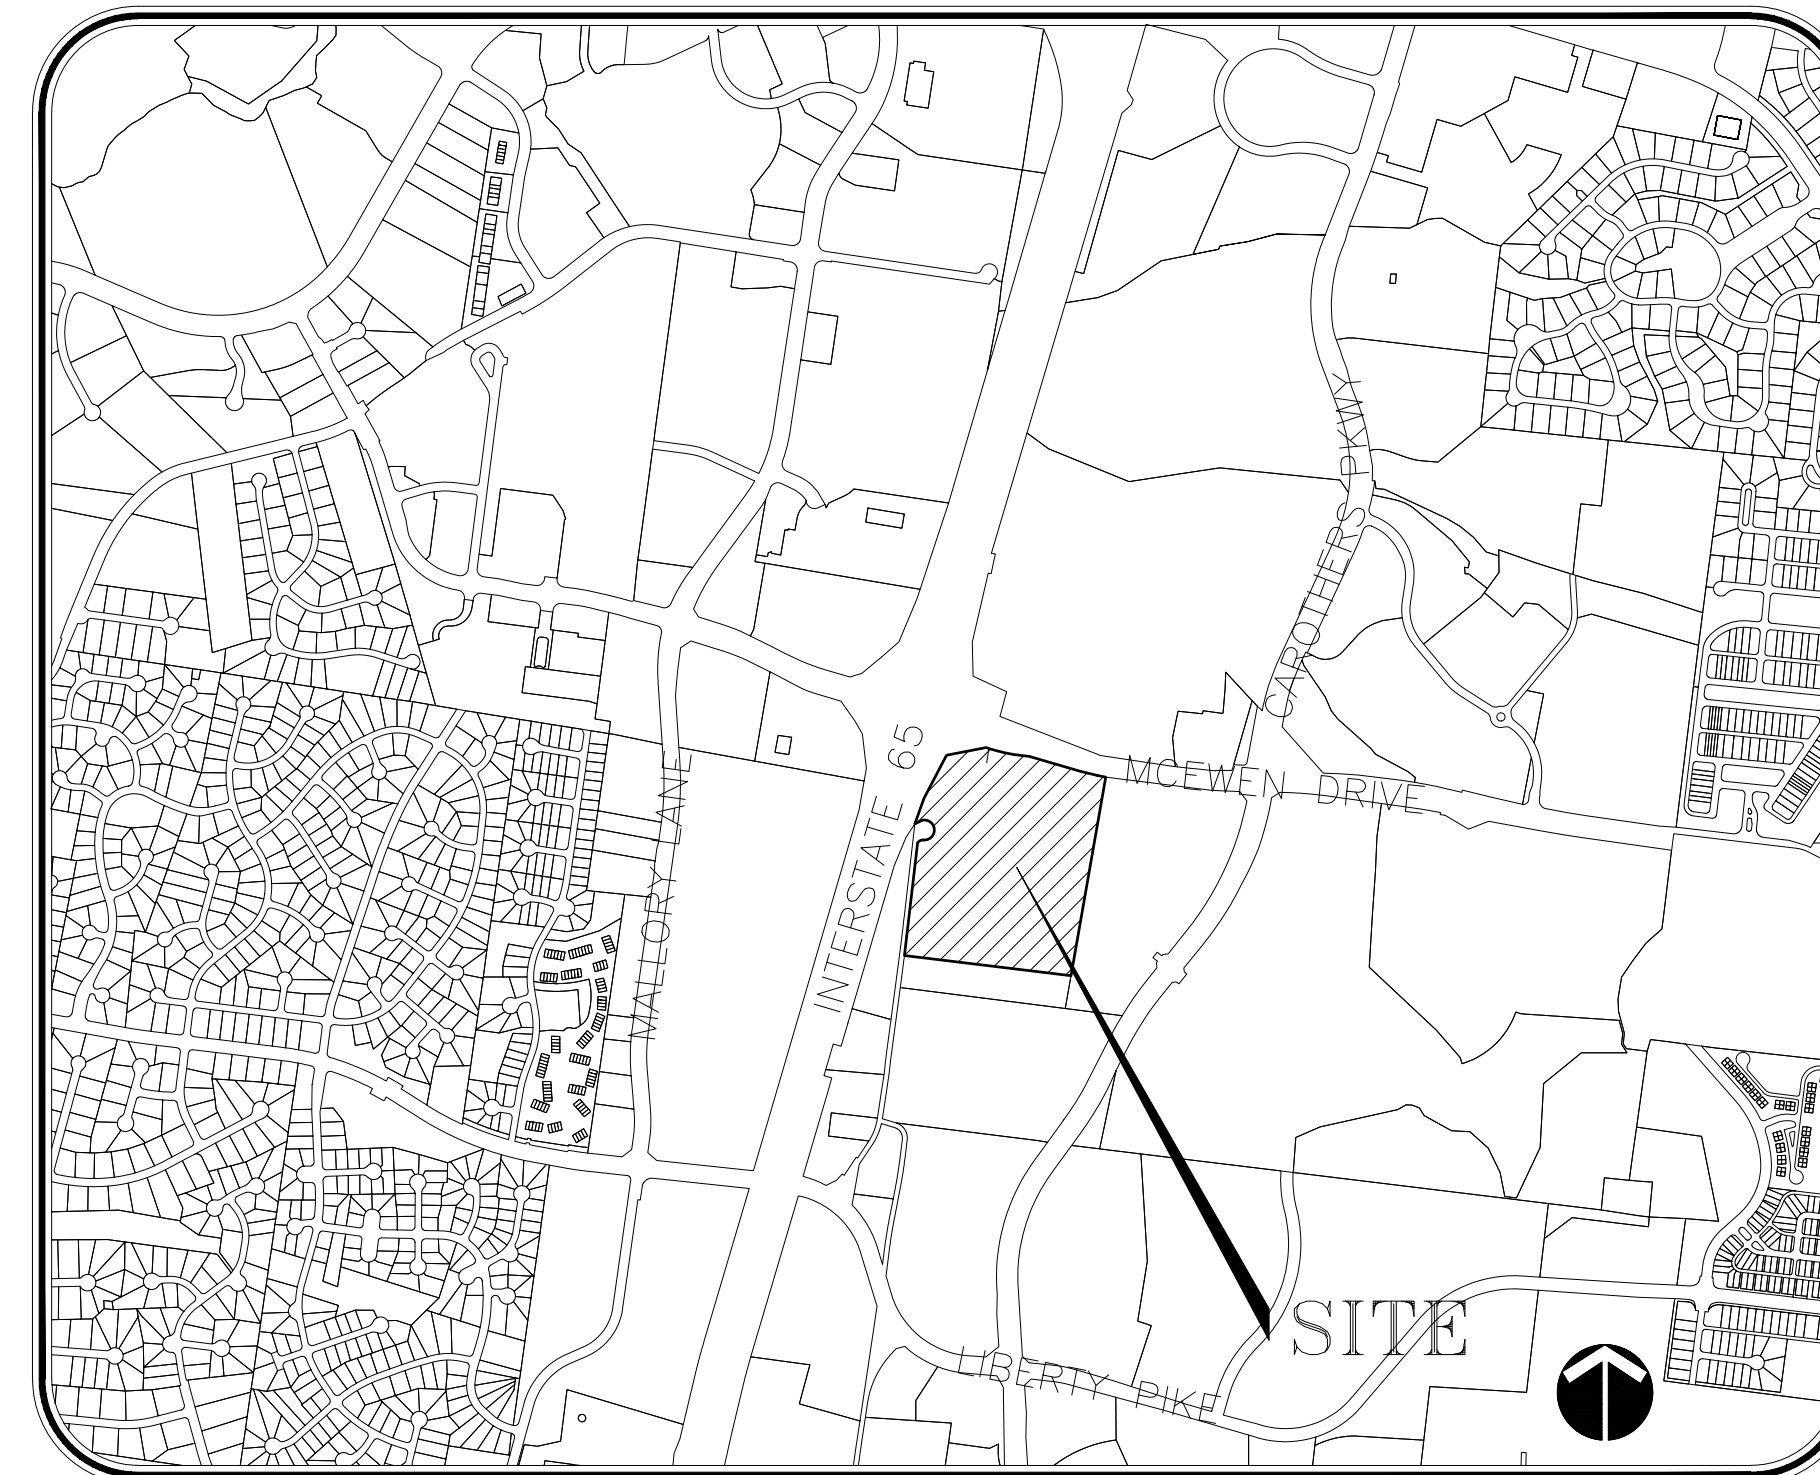 CAROTHERS PKWY
INTERSTATE 65
MCEWEN DRIVE
MALLORY LANE
SITE
LIBERTY PIKE